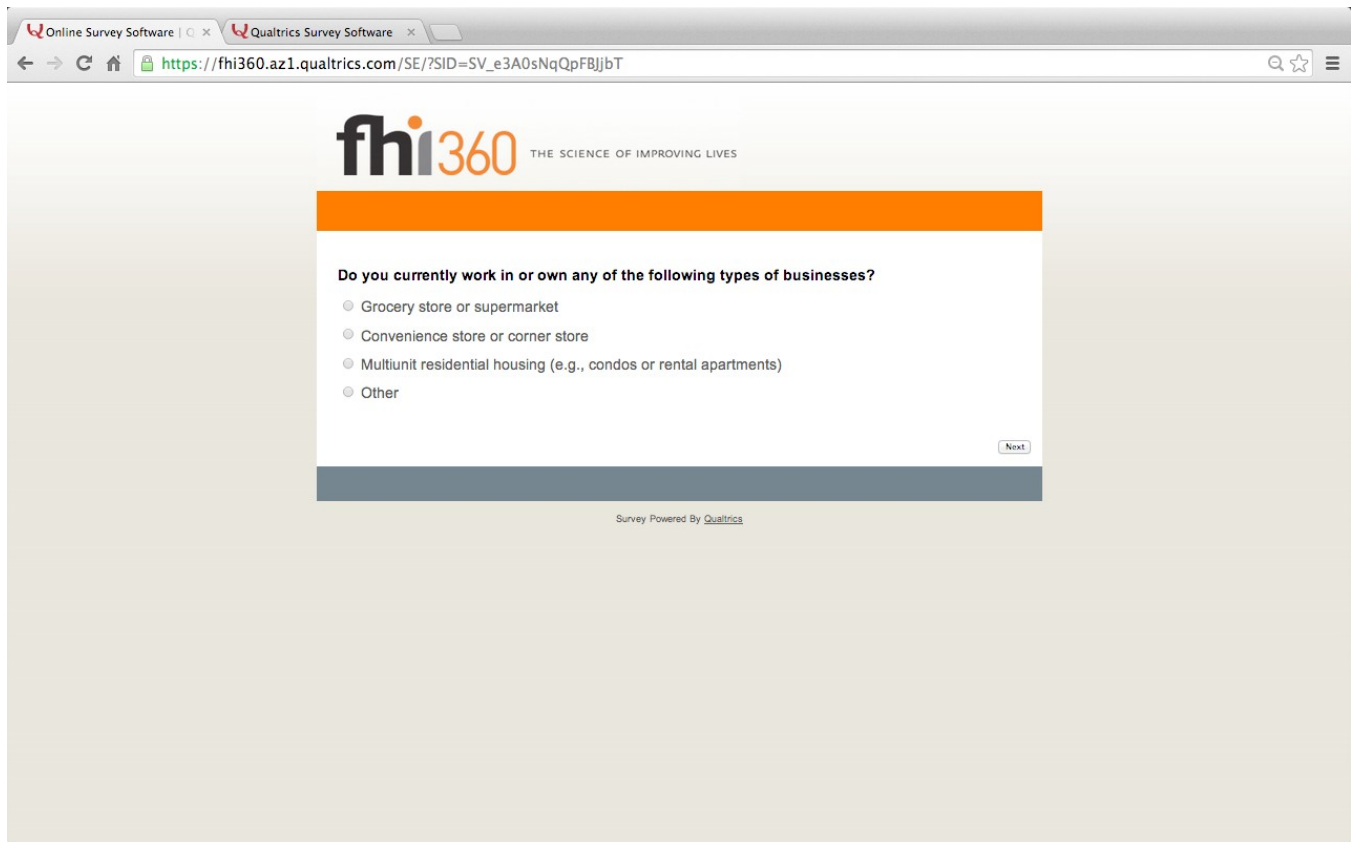 Online Survey Software | Q
Qualtrics Survey Software
https://fhi360.az1.qualtrics.com/SE/?SID=SV_e3A0sNqQpFBJjbT
fhi360 THE SCIENCE OF IMPROVING LIVES
Do you currently work in or own any of the following types of businesses?
Grocery store or supermarket
Convenience store or corner store
Multiunit residential housing (e.g., condos or rental apartments)
Other
Next
Survey Powered By Qualtrics